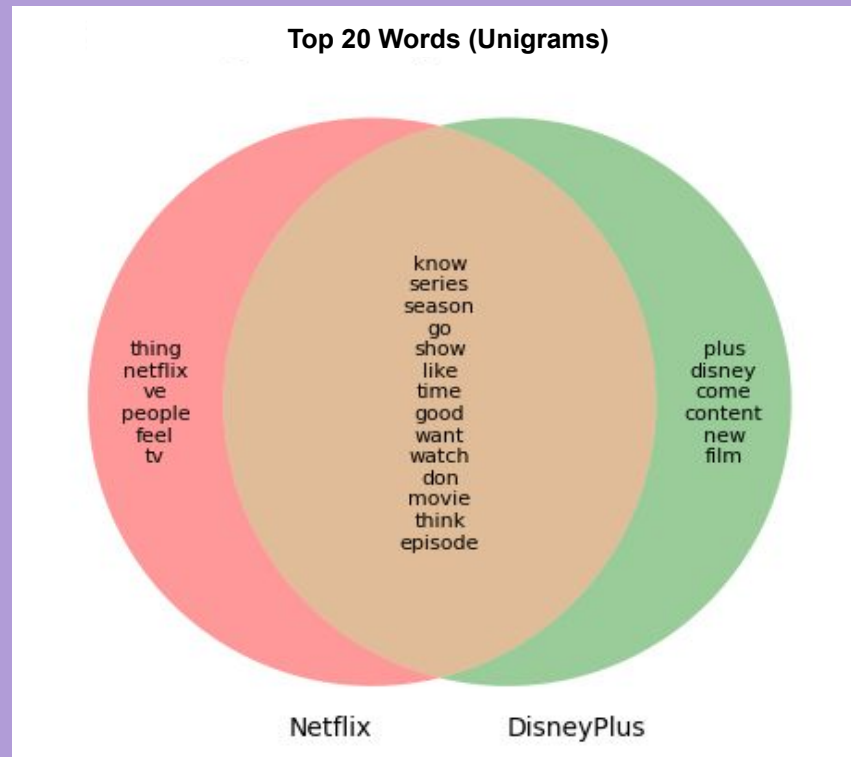 Top 20 Words (Unigrams)
thing
netflix
ve
people
feel
tv
know
series
season
go
show
like
time
good
want
watch
don
movie
think
episode
plus
disney
come
content
new
film
Netflix
DisneyPlus